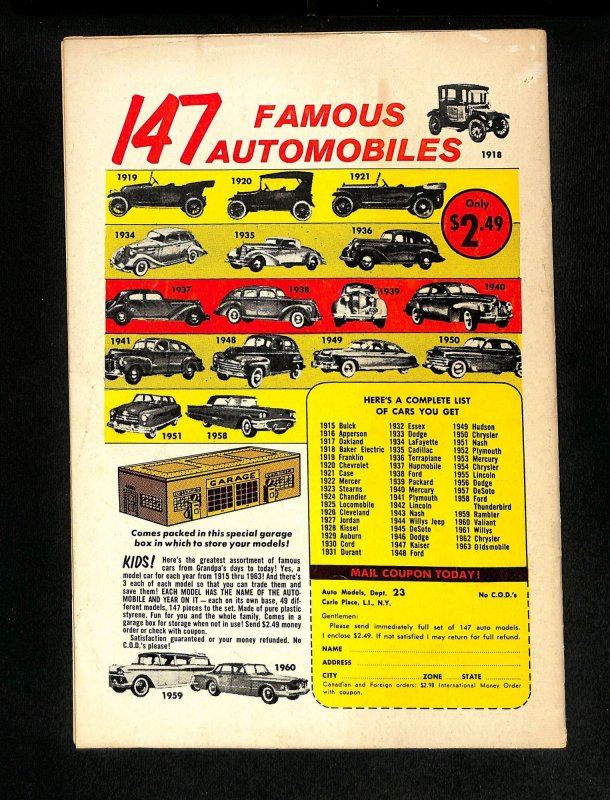 147 FAMOUS
AUTOMOBILES
1918
1919
1920
1921
Only
$2.49
1934
1935
1936
1937
1938
1939
1940
1941
1948
1949
1950
1951
1958
GARAGE
Comes packed in this special garage
box in which to store your models!
KIDS! Here's the greatest assortment of famous
cars from Grandpa's days to today! Yes, a
model car for each year from 1915 thru 1963! And there's
3 each of each model so that you can trade them and
save them! EACH MODEL HAS THE NAME OF THE AUTO-
MOBILE AND YEAR ON IT — each on its own base, 49 dif-
ferent models, 147 pieces to the set. Made of pure plastic
styrene. Fun for you and the whole family. Comes in a
garage box for storage when not in use! Send $2.49 money
order or check with coupon.
Satisfaction guaranteed or your money refunded. No
C.O.D.'s please!
1959
1960
HERE'S A COMPLETE LIST
OF CARS YOU GET
1915 Buick
1916 Apperson
1917 Oakland
1918 Baker Electric
1919 Franklin
1920 Chevrolet
1921 Case
1922 Mercer
1923 Stearns
1924 Chandler
1925 Locomobile
1926 Cleveland
1927 Jordan
1928 Kissel
1929 Auburn
1930 Cord
1931 Durant
1932 Essex
1933 Dodge
1934 LaFayette
1935 Cadillac
1936 Terraplane
1937 Hupmobile
1938 Ford
1939 Packard
1940 Mercury
1941 Plymouth
1942 Lincoln
1943 Nash
1944 Willys Jeep
1945 DeSoto
1946 Dodge
1947 Kaiser
1948 Ford
1949 Hudson
1950 Chrysler
1951 Nash
1952 Plymouth
1953 Mercury
1954 Chrysler
1955 Lincoln
1956 Dodge
1957 DeSoto
1958 Ford
Thunderbird
1959 Rambler
1960 Valiant
1961 Willys
1962 Chrysler
1963 Oldsmobile
MAIL COUPON TODAY!
Auto Models, Dept. 23 No C.O.D.'s
Carle Place, L.I., N.Y.
Gentlemen:
Please send immediately full set of 147 auto models.
I enclose $2.49. If not satisfied I may return for full refund.
NAME
ADDRESS
CITY ZONE STATE
Canadian and Foreign orders: $2.98 International Money Order
with coupon.